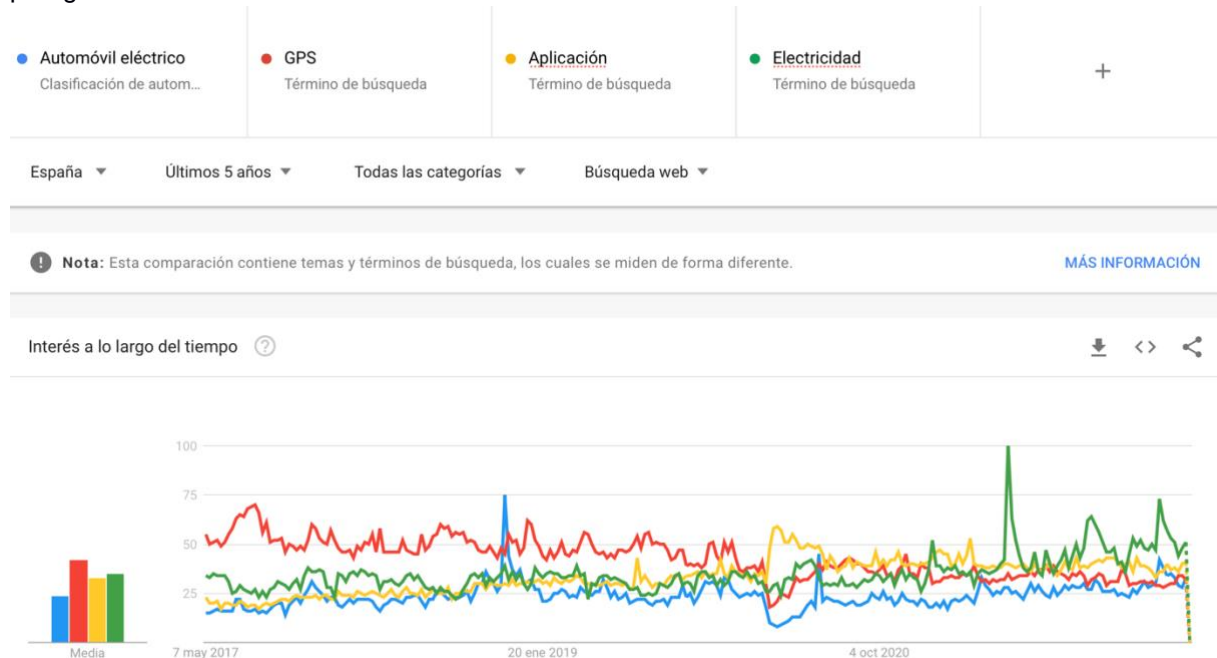 Automóvil eléctrico
Clasificación de autom...
GPS
Término de búsqueda
Aplicación
Término de búsqueda
Electricidad
Término de búsqueda
+
España
Últimos 5 años
Todas las categorías
Búsqueda web
Nota: Esta comparación contiene temas y términos de búsqueda, los cuales se miden de forma diferente.
MÁS INFORMACIÓN
Interés a lo largo del tiempo
100
75
50
25
Media
7 may 2017
20 ene 2019
4 oct 2020